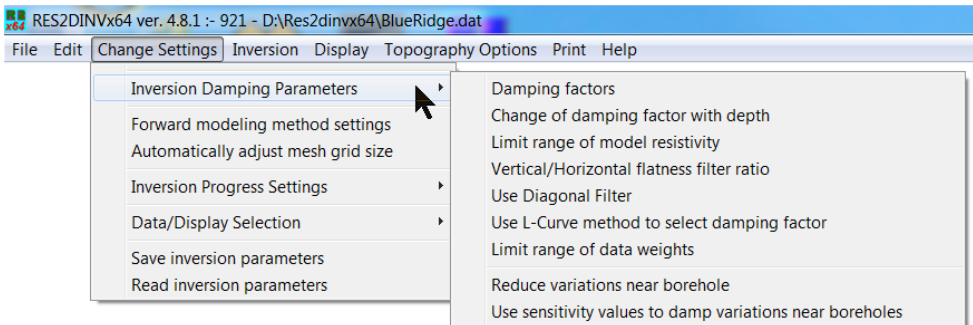 RES2DINVx64 ver. 4.8.1 :- 921 - D:\Res2dinvx64\BlueRidge.dat
File Edit Change Settings Inversion Display Topography Options Print Help
Inversion Damping Parameters
Forward modeling method settings
Automatically adjust mesh grid size
Inversion Progress Settings
Data/Display Selection
Save inversion parameters
Read inversion parameters
Damping factors
Change of damping factor with depth
Limit range of model resistivity
Vertical/Horizontal flatness filter ratio
Use Diagonal Filter
Use L-Curve method to select damping factor
Limit range of data weights
Reduce variations near borehole
Use sensitivity values to damp variations near boreholes